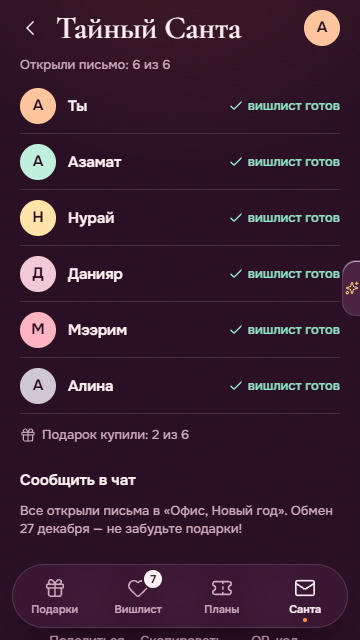 Тайный Санта
А
Открыли письмо: 6 из 6
А Ты вишлист готов
А Азамат вишлист готов
Н Нурай вишлист готов
Д Данияр вишлист готов
М Мээрим вишлист готов
А Алина вишлист готов
Подарок купили: 2 из 6
Сообщить в чат
Все открыли письма в «Офис, Новый год». Обмен
27 декабря — не забудьте подарки!
7
Подарки Вишлист Планы Санта